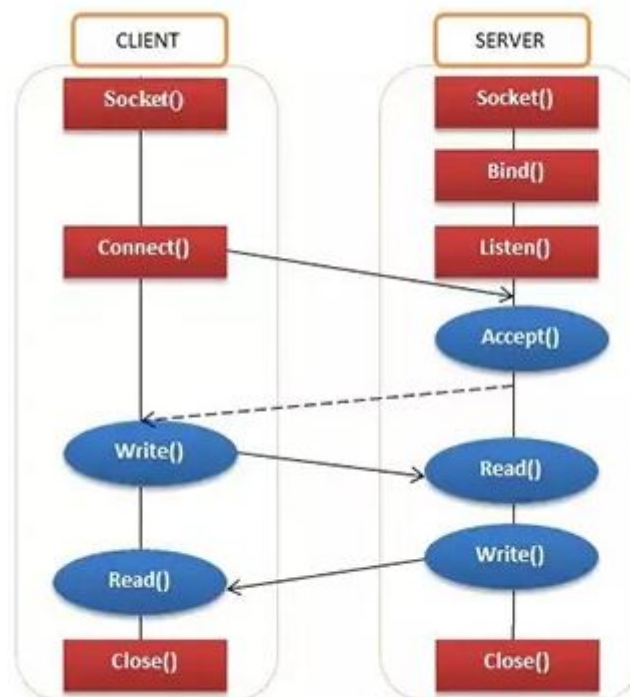 CLIENT
SERVER
Socket()
Socket()
Bind()
Connect()
Listen()
Accept()
Write()
Read()
Write()
Read()
Close()
Close()